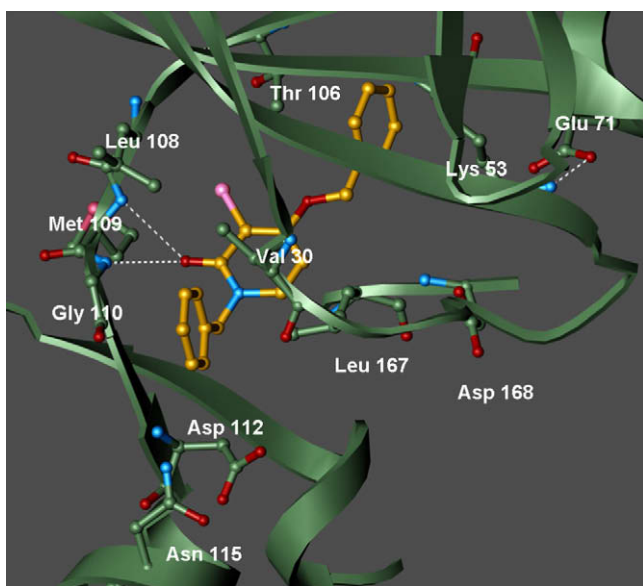 Thr 106
Glu 71
Leu 108
Lys 53
Met 109
Val 30
Gly 110
Leu 167
Asp 168
Asp 112
Asn 115